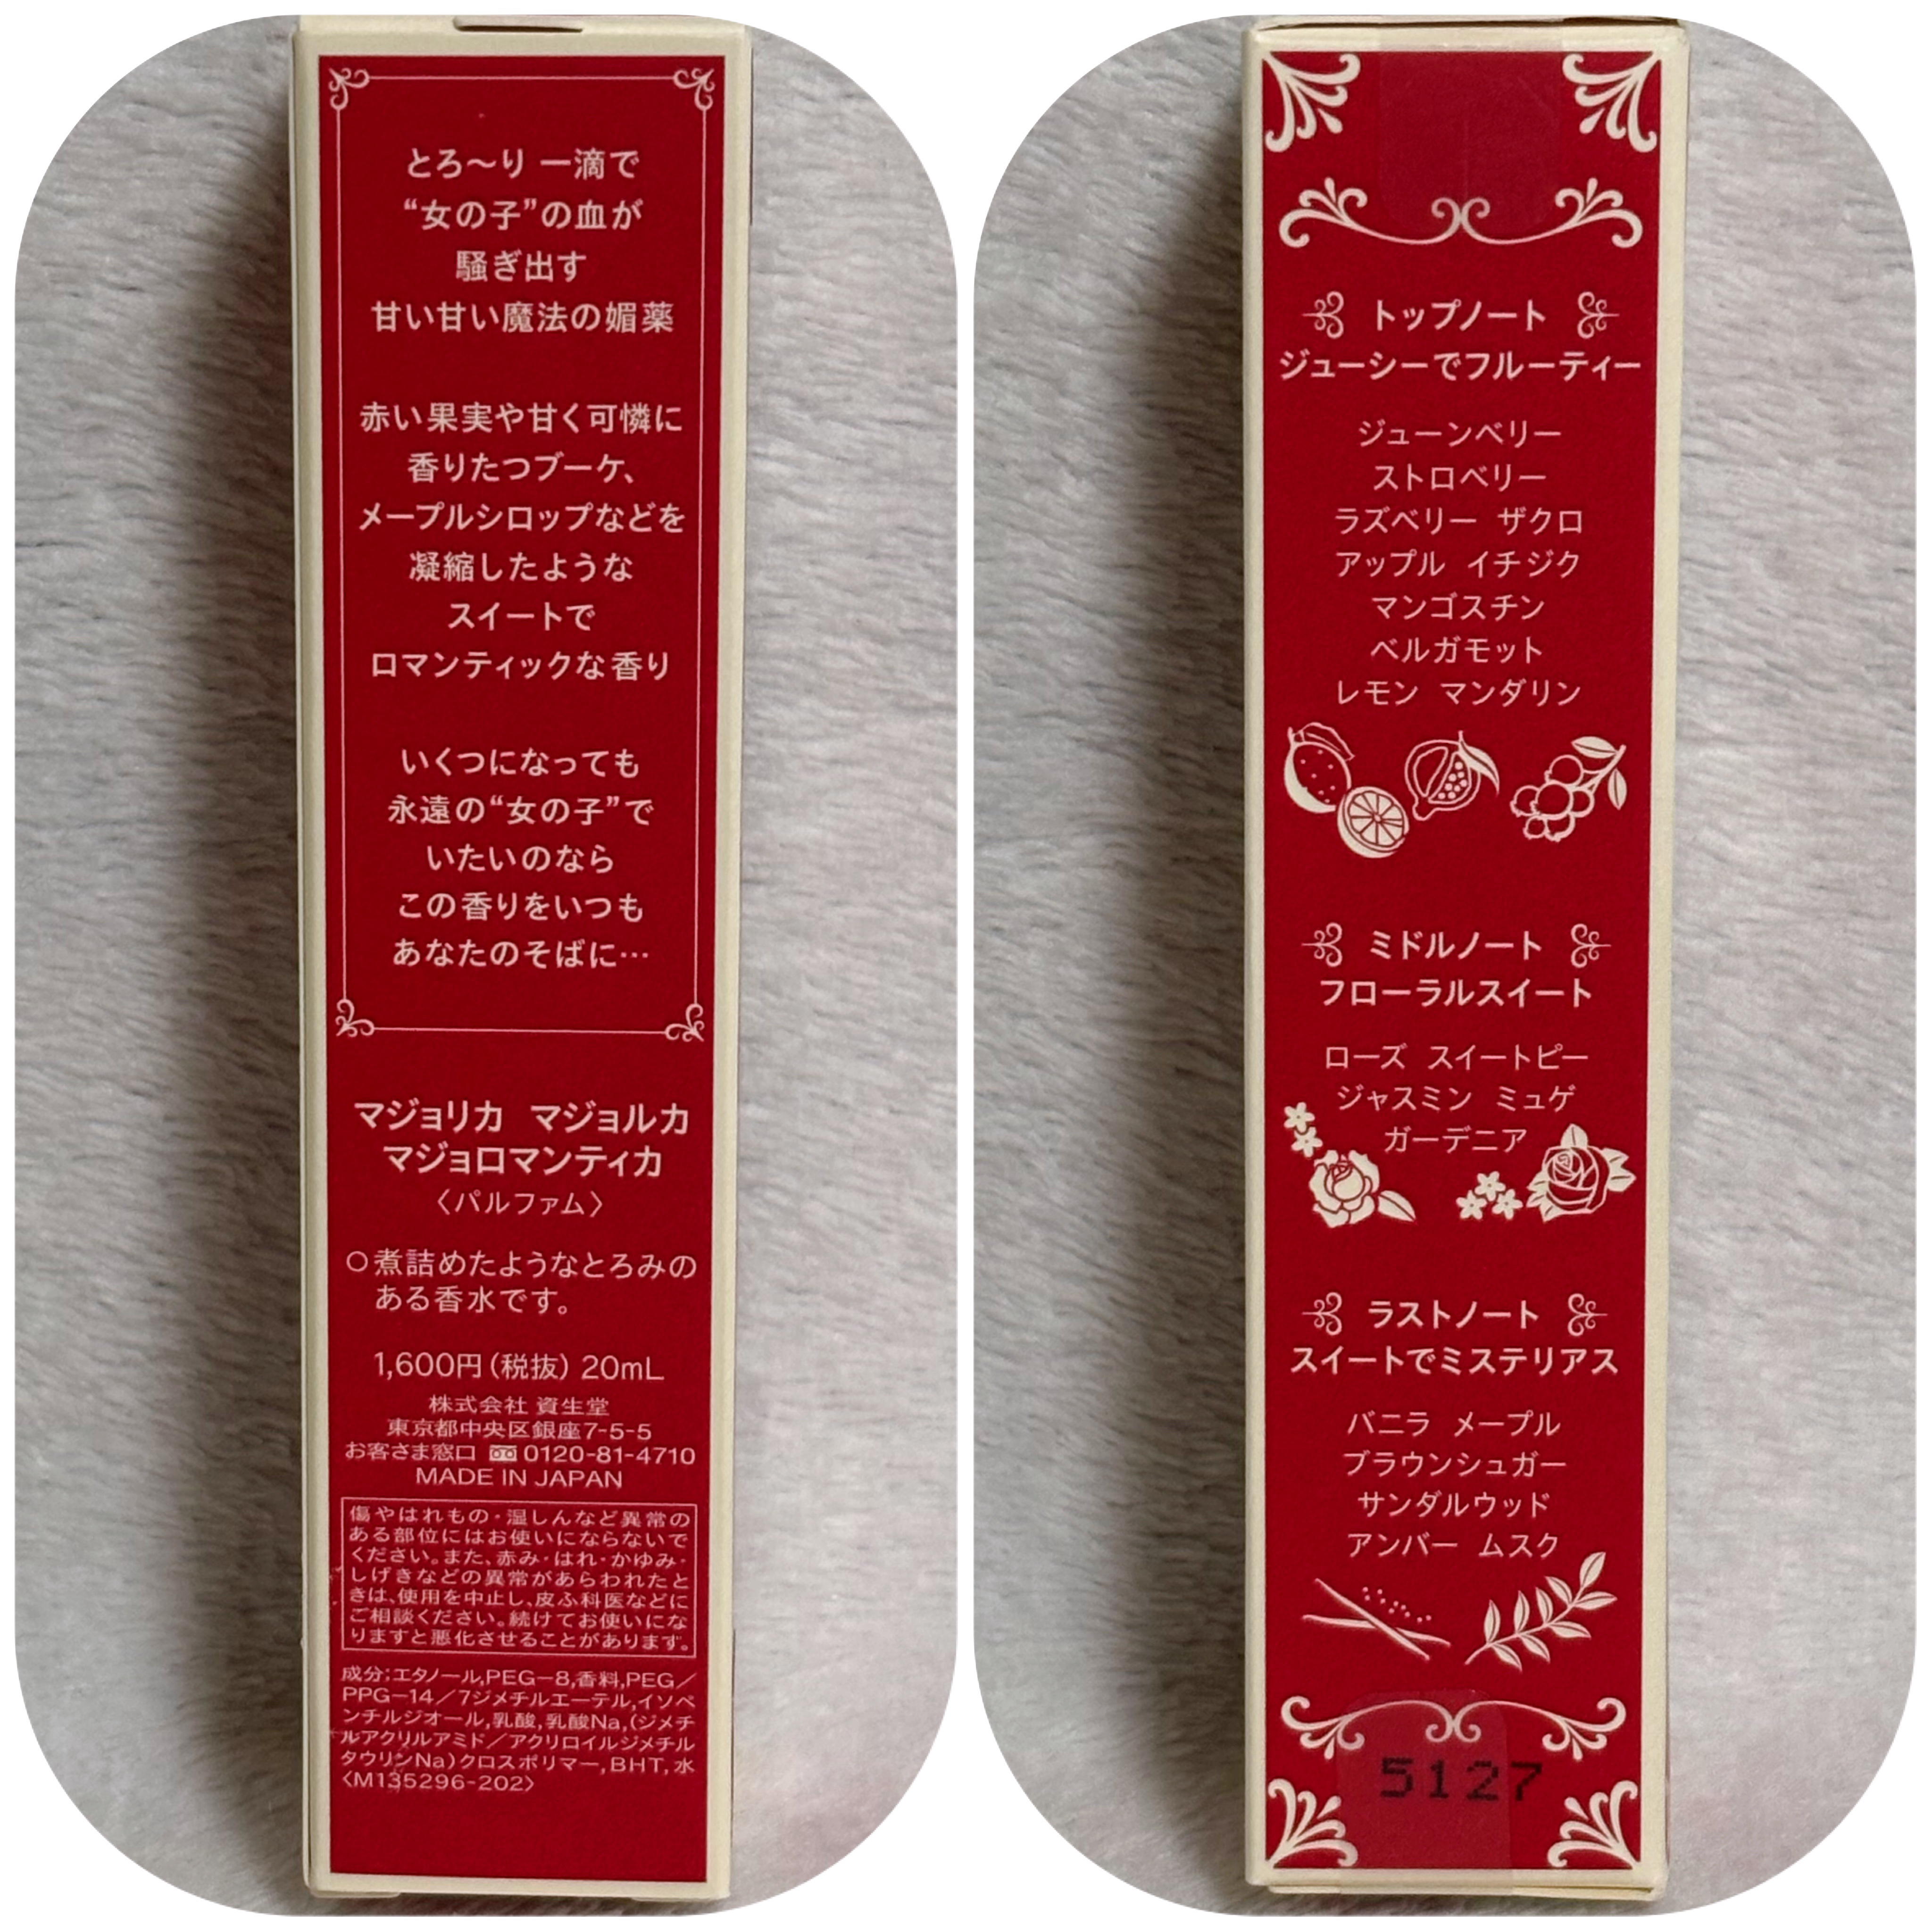 とろ〜り 一滴で
“女の子”の血が
騒ぎ出す
甘い甘い魔法の媚薬
赤い果実や甘く可憐に
香りたつブーケ、
メープルシロップなどを
凝縮したような
スイートで
ロマンティックな香り
いくつになっても
永遠の“女の子”で
いたいのなら
この香りをいつも
あなたのそばに…
マジョリカ マジョルカ
マジョロマンティカ
〈パルファム〉
○煮詰めたようなとろみの
ある香水です。
1,600円(税抜) 20mL
株式会社 資生堂
東京都中央区銀座7-5-5
お客さま窓口 0120-81-4710
MADE IN JAPAN
傷やはれもの・湿しんなど異常の
ある部位にはお使いにならないで
ください。また、赤み・はれ・かゆみ・
しげきなどの異常があらわれたと
きは、使用を中止し、皮ふ科医などに
ご相談ください。続けてお使いにな
りますと悪化させることがあります。
成分:エタノール,PEG−8,香料,PEG/
PPG−14/7ジメチルエーテル,イソペ
ンチルジオール,乳酸,乳酸Na,(ジメチ
ルアクリルアミド/アクリロイルジメチル
タウリンNa)クロスポリマー,BHT,水
〈M135296-202〉
トップノート
ジューシーでフルーティー
ジューンベリー
ストロベリー
ラズベリー ザクロ
アップル イチジク
マンゴスチン
ベルガモット
レモン マンダリン
ミドルノート
フローラルスイート
ローズ スイートピー
ジャスミン ミュゲ
ガーデニア
ラストノート
スイートでミステリアス
バニラ メープル
ブラウンシュガー
サンダルウッド
アンバー ムスク
5127